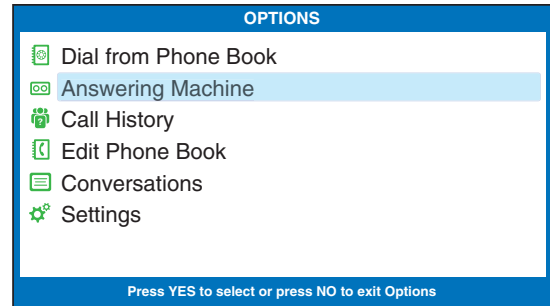 OPTIONS
Dial from Phone Book
Answering Machine
Call History
Edit Phone Book
Conversations
Settings
Press YES to select or press NO to exit Options